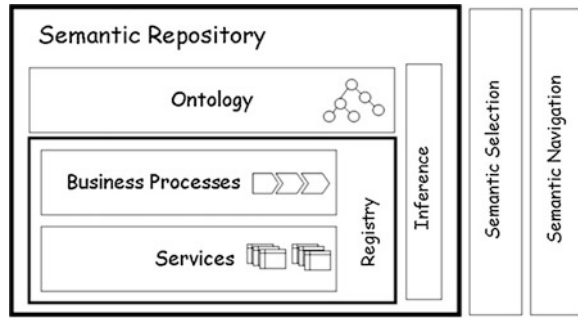 Semantic Repository
Ontology
Business Processes
Services
Registry
Inference
Semantic Selection
Semantic Navigation